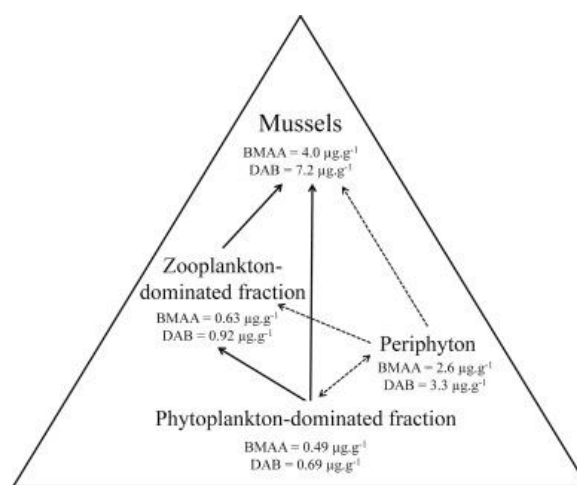 Mussels
BMAA = 4.0 µg.g⁻¹
DAB = 7.2 µg.g⁻¹
Zooplankton-
dominated fraction
BMAA = 0.63 µg.g⁻¹
DAB = 0.92 µg.g⁻¹
Periphyton
BMAA = 2.6 µg.g⁻¹
DAB = 3.3 µg.g⁻¹
Phytoplankton-dominated fraction
BMAA = 0.49 µg.g⁻¹
DAB = 0.69 µg.g⁻¹